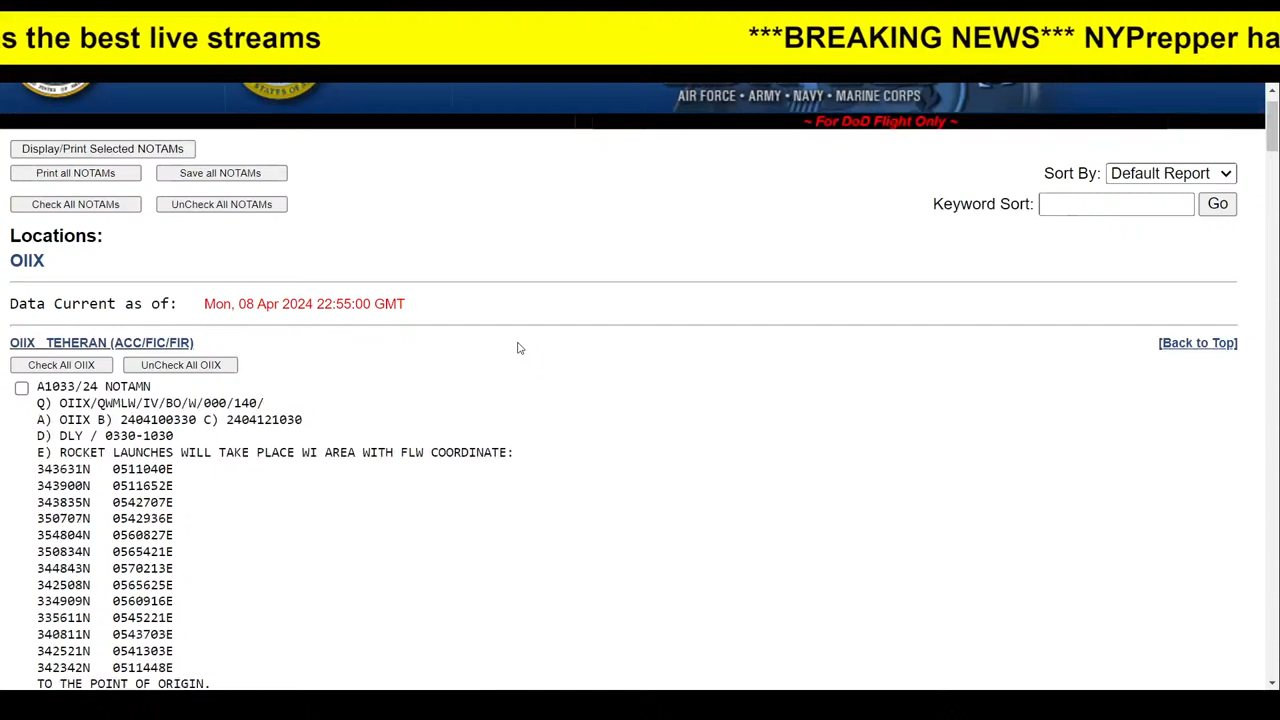 s the best live streams ***BREAKING NEWS*** NYPrepper ha
AIR FORCE • ARMY • NAVY • MARINE CORPS
~ For DoD Flight Only ~
Display/Print Selected NOTAMs
Print all NOTAMs Save all NOTAMs Sort By: Default Report
Check All NOTAMs UnCheck All NOTAMs Keyword Sort: Go
Locations:
OIIX
Data Current as of: Mon, 08 Apr 2024 22:55:00 GMT
OIIX TEHERAN (ACC/FIC/FIR) [Back to Top]
Check All OIIX UnCheck All OIIX
A1033/24 NOTAMN
Q) OIIX/QWMLW/IV/BO/W/000/140/
A) OIIX B) 2404100330 C) 2404121030
D) DLY / 0330-1030
E) ROCKET LAUNCHES WILL TAKE PLACE WI AREA WITH FLW COORDINATE:
343631N 0511040E
343900N 0511652E
343835N 0542707E
350707N 0542936E
354804N 0560827E
350834N 0565421E
344843N 0570213E
342508N 0565625E
334909N 0560916E
335611N 0545221E
340811N 0543703E
342521N 0541303E
342342N 0511448E
TO THE POINT OF ORIGIN.